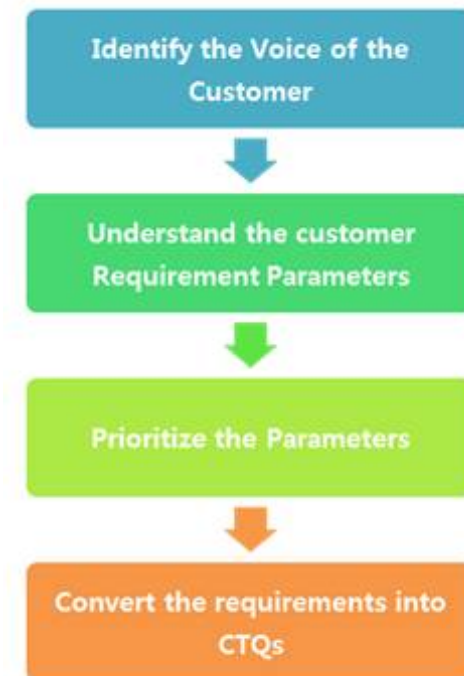 Identify the Voice of the
Customer
Understand the customer
Requirement Parameters
Prioritize the Parameters
Convert the requirements into
CTQs